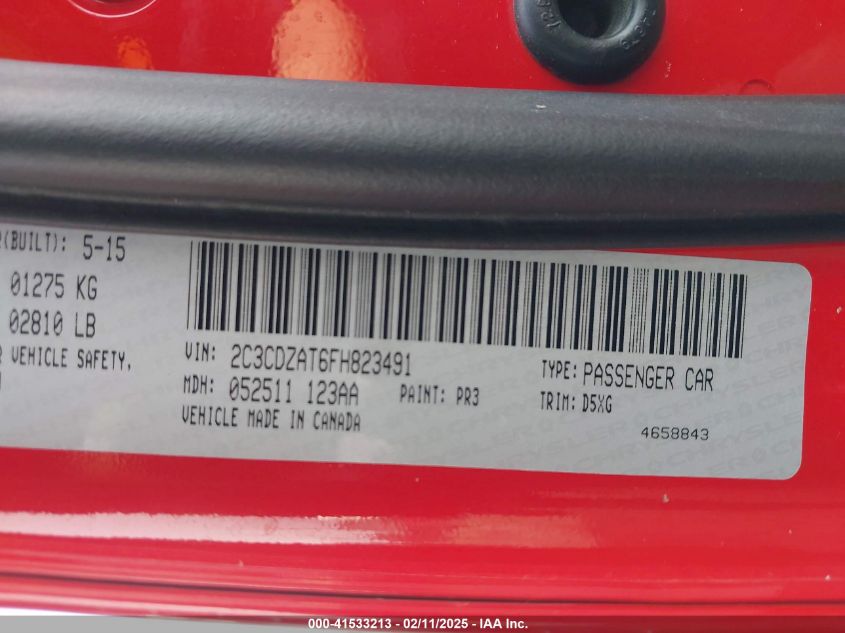 (BUILT): 5-15
01275 KG
02810 LB
VEHICLE SAFETY,
VIN: 2C3CDZAT6FH823491
TYPE: PASSENGER CAR
MDH: 052511 123AA PAINT: PR3
TRIM: D5XG
VEHICLE MADE IN CANADA
4658843
©COPYRIGHT-41533213 - 02/11/2025 - IAA Inc.